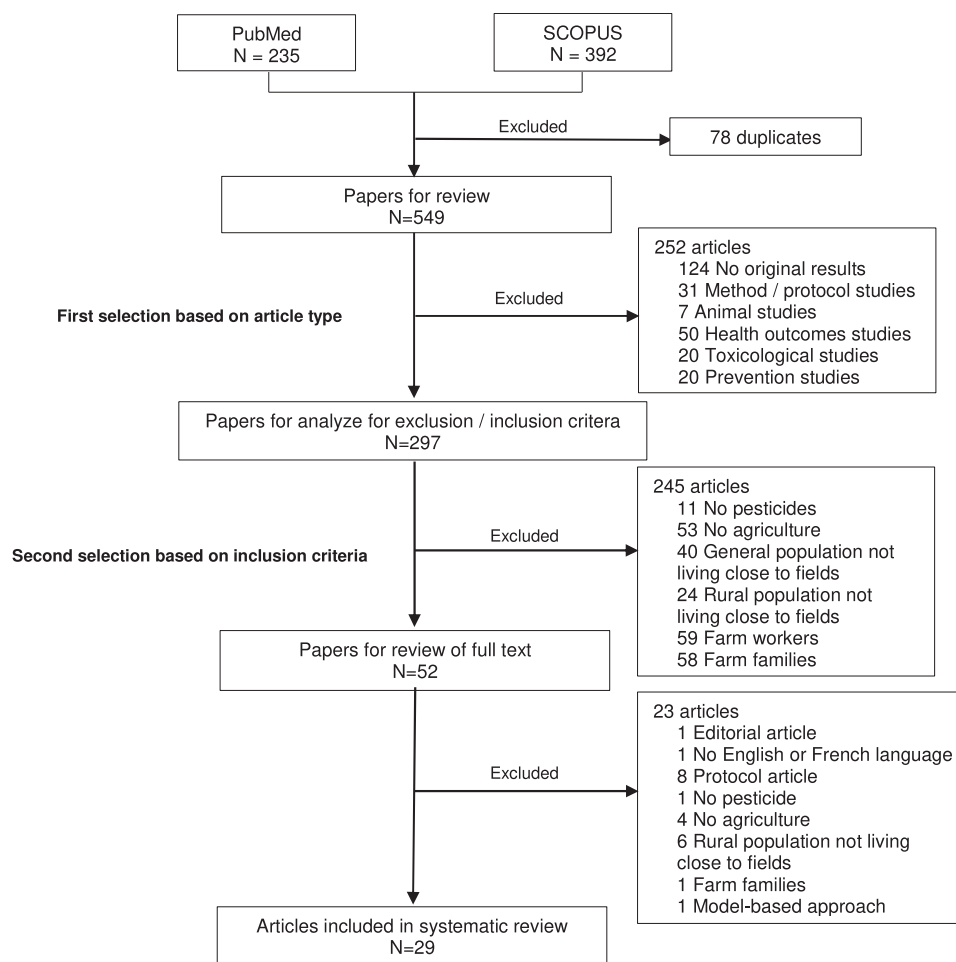 PubMed
N = 235
SCOPUS
N = 392
Excluded
78 duplicates
Papers for review
N=549
252 articles
124 No original results
31 Method / protocol studies
7 Animal studies
50 Health outcomes studies
20 Toxicological studies
20 Prevention studies
Excluded
First selection based on article type
Papers for analyze for exclusion / inclusion critera
N=297
245 articles
11 No pesticides
53 No agriculture
40 General population not
living close to fields
24 Rural population not
living close to fields
59 Farm workers
58 Farm families
Excluded
Second selection based on inclusion criteria
Papers for review of full text
N=52
23 articles
1 Editorial article
1 No English or French language
8 Protocol article
1 No pesticide
4 No agriculture
6 Rural population not living
close to fields
1 Farm families
1 Model-based approach
Excluded
Articles included in systematic review
N=29